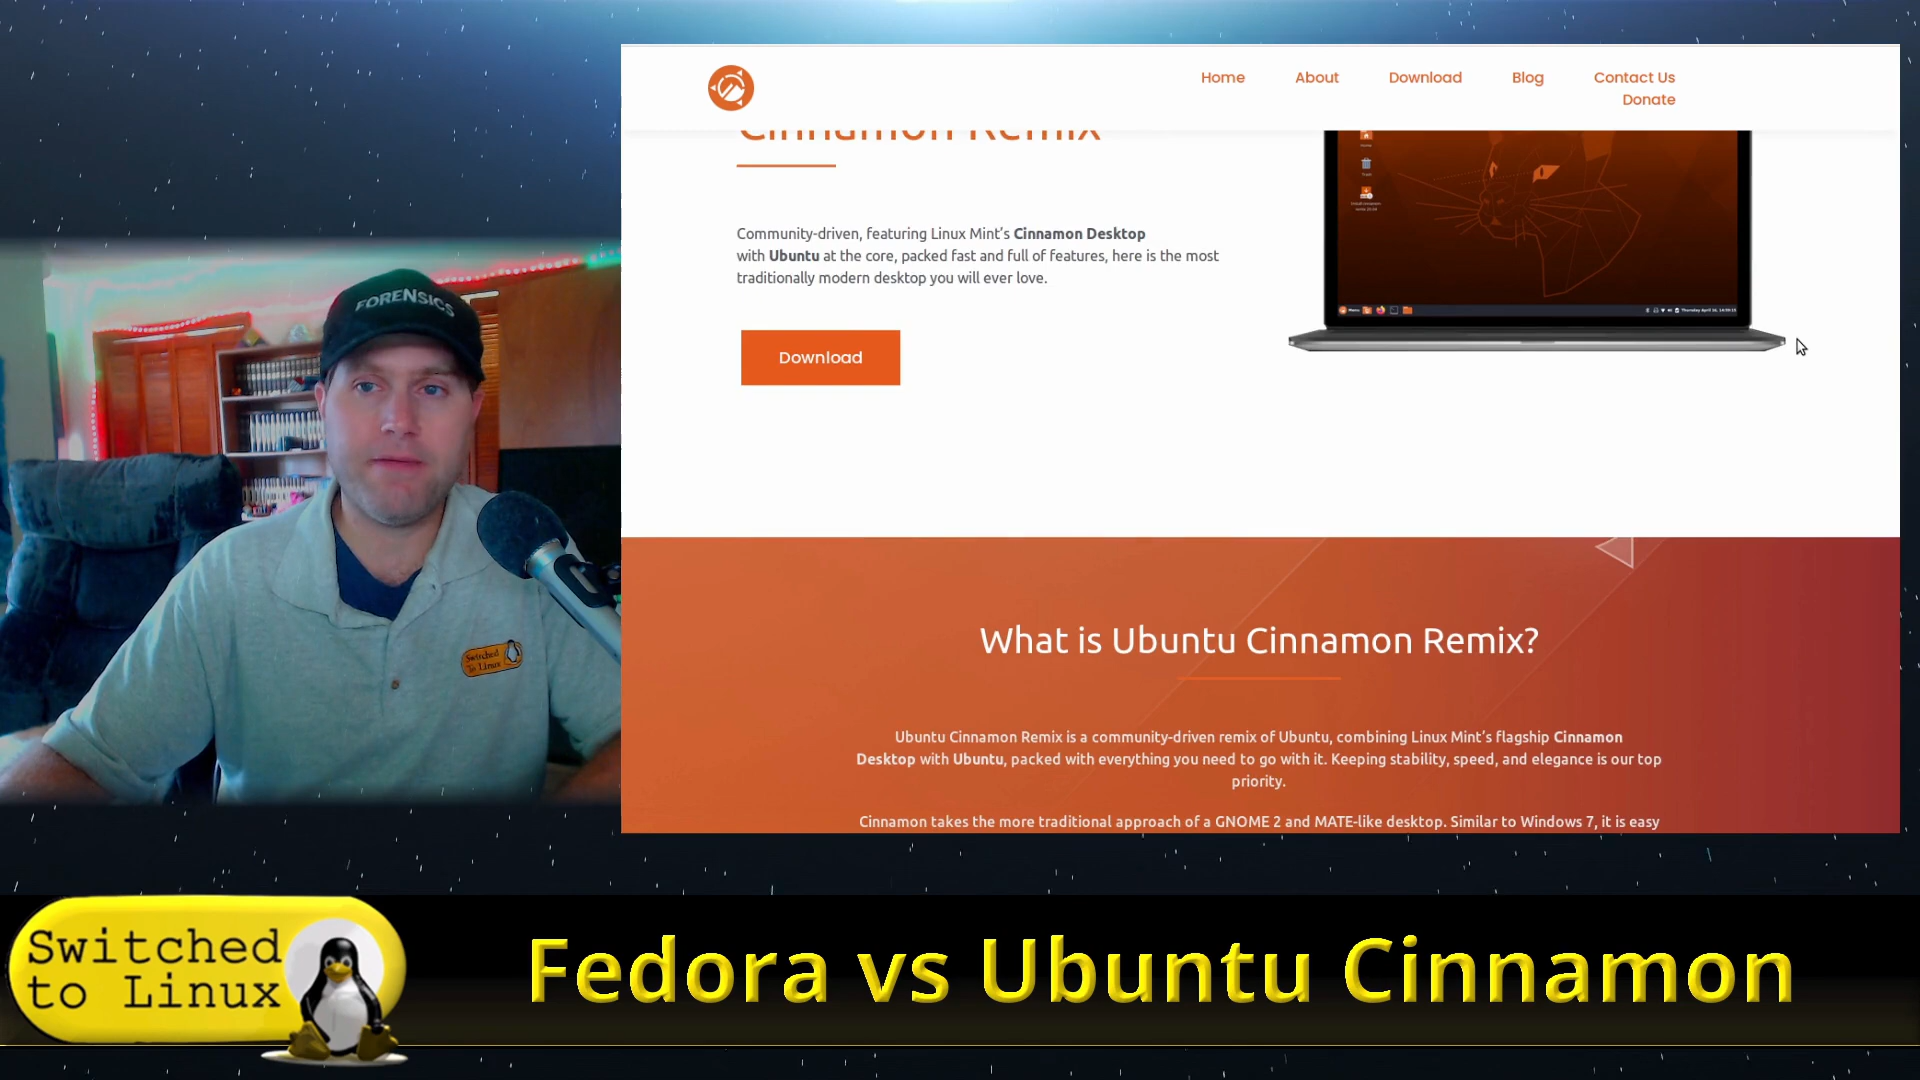 Home About Download Blog Contact Us
Donate
Cinnamon Remix
Community-driven, featuring Linux Mint's Cinnamon Desktop
with Ubuntu at the core, packed fast and full of features, here is the most
traditionally modern desktop you will ever love.
Download
FORENSICS
Switched
To Linux
What is Ubuntu Cinnamon Remix?
Ubuntu Cinnamon Remix is a community-driven remix of Ubuntu, combining Linux Mint's flagship Cinnamon
Desktop with Ubuntu, packed with everything you need to go with it. Keeping stability, speed, and elegance is our top
priority.
Cinnamon takes the more traditional approach of a GNOME 2 and MATE-like desktop. Similar to Windows 7, it is easy
Switched
to Linux
Fedora vs Ubuntu Cinnamon